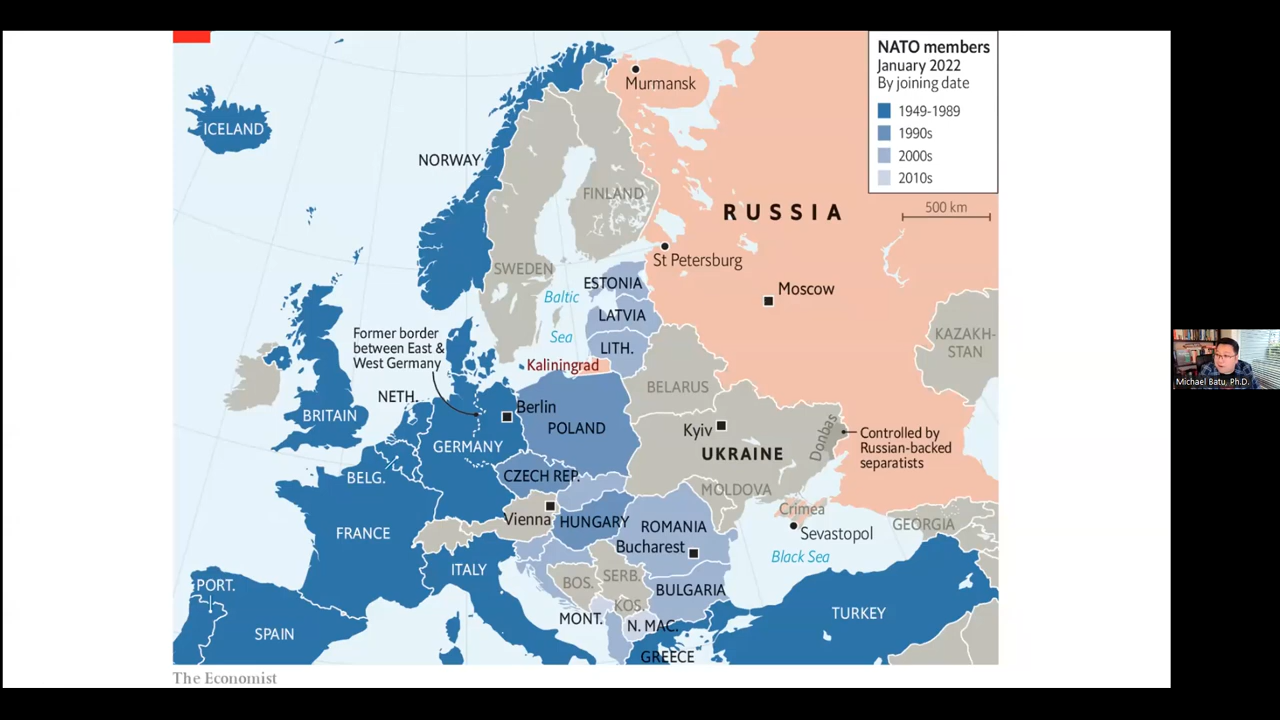 NATO members
January 2022
By joining date
1949-1989
1990s
2000s
2010s
500 km
Murmansk
ICELAND
NORWAY
FINLAND
RUSSIA
St Petersburg
SWEDEN
ESTONIA
Moscow
Baltic
Sea
LATVIA
Former border
between East &
West Germany
LITH.
KAZAKH-
STAN
Kaliningrad
BELARUS
NETH.
Berlin
BRITAIN
POLAND
Kyiv
Donbas
Controlled by
Russian-backed
separatists
GERMANY
UKRAINE
BELG.
CZECH REP.
MOLDOVA
Crimea
Vienna
HUNGARY
ROMANIA
GEORGIA
FRANCE
Sevastopol
Bucharest
Black Sea
ITALY
SERB.
BOS.
PORT.
BULGARIA
KOS.
MONT.
N. MAC.
TURKEY
SPAIN
GREECE
The Economist
Michael Batu, Ph.D.